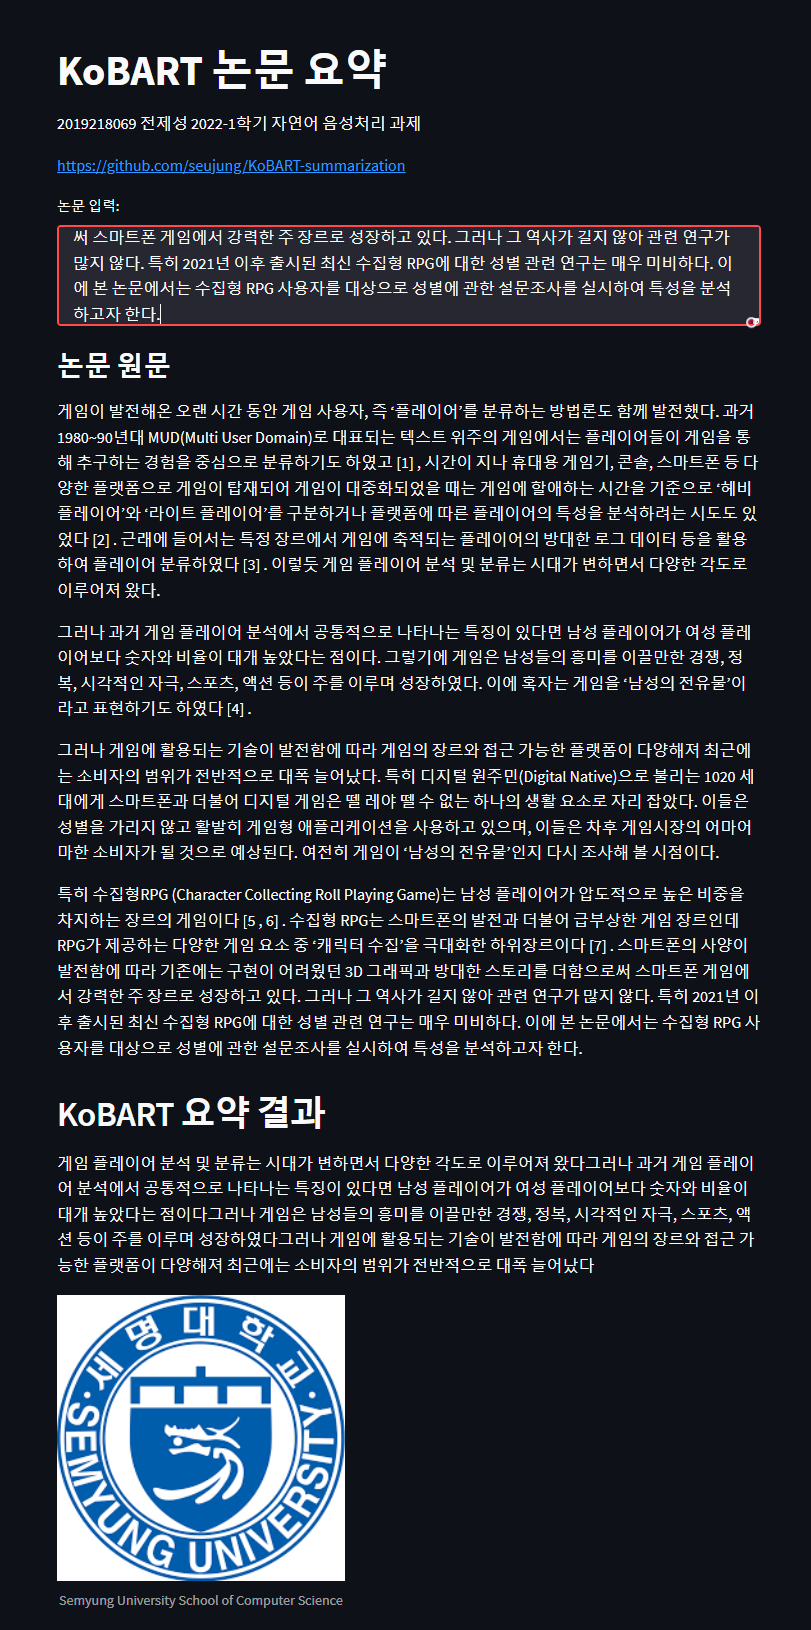 KoBART 논문 요약
2019218069 전제성 2022-1학기 자연어 음성처리 과제
https://github.com/seujung/KoBART-summarization
논문 입력:
써 스마트폰 게임에서 강력한 주 장르로 성장하고 있다. 그러나 그 역사가 길지 않아 관련 연구가
많지 않다. 특히 2021년 이후 출시된 최신 수집형 RPG에 대한 성별 관련 연구는 매우 미비하다. 이
에 본 논문에서는 수집형 RPG 사용자를 대상으로 성별에 관한 설문조사를 실시하여 특성을 분석
하고자 한다.
논문 원문
게임이 발전해온 오랜 시간 동안 게임 사용자, 즉 ‘플레이어’를 분류하는 방법론도 함께 발전했다. 과거
1980~90년대 MUD(Multi User Domain)로 대표되는 텍스트 위주의 게임에서는 플레이어들이 게임을 통
해 추구하는 경험을 중심으로 분류하기도 하였고 [1] , 시간이 지나 휴대용 게임기, 콘솔, 스마트폰 등 다
양한 플랫폼으로 게임이 탑재되어 게임이 대중화되었을 때는 게임에 할애하는 시간을 기준으로 ‘헤비
플레이어’와 ‘라이트 플레이어’를 구분하거나 플랫폼에 따른 플레이어의 특성을 분석하려는 시도도 있
었다 [2] . 근래에 들어서는 특정 장르에서 게임에 축적되는 플레이어의 방대한 로그 데이터 등을 활용
하여 플레이어 분류하였다 [3] . 이렇듯 게임 플레이어 분석 및 분류는 시대가 변하면서 다양한 각도로
이루어져 왔다.
그러나 과거 게임 플레이어 분석에서 공통적으로 나타나는 특징이 있다면 남성 플레이어가 여성 플레
이어보다 숫자와 비율이 대개 높았다는 점이다. 그렇기에 게임은 남성들의 흥미를 이끌만한 경쟁, 정
복, 시각적인 자극, 스포츠, 액션 등이 주를 이루며 성장하였다. 이에 혹자는 게임을 ‘남성의 전유물’이
라고 표현하기도 하였다 [4] .
그러나 게임에 활용되는 기술이 발전함에 따라 게임의 장르와 접근 가능한 플랫폼이 다양해져 최근에
는 소비자의 범위가 전반적으로 대폭 늘어났다. 특히 디지털 원주민(Digital Native)으로 불리는 1020 세
대에게 스마트폰과 더불어 디지털 게임은 뗄 레야 뗄 수 없는 하나의 생활 요소로 자리 잡았다. 이들은
성별을 가리지 않고 활발히 게임형 애플리케이션을 사용하고 있으며, 이들은 차후 게임시장의 어마어
마한 소비자가 될 것으로 예상된다. 여전히 게임이 ‘남성의 전유물’인지 다시 조사해 볼 시점이다.
특히 수집형RPG (Character Collecting Roll Playing Game)는 남성 플레이어가 압도적으로 높은 비중을
차지하는 장르의 게임이다 [5 , 6] . 수집형 RPG는 스마트폰의 발전과 더불어 급부상한 게임 장르인데
RPG가 제공하는 다양한 게임 요소 중 ‘캐릭터 수집’을 극대화한 하위장르이다 [7] . 스마트폰의 사양이
발전함에 따라 기존에는 구현이 어려웠던 3D 그래픽과 방대한 스토리를 더함으로써 스마트폰 게임에
서 강력한 주 장르로 성장하고 있다. 그러나 그 역사가 길지 않아 관련 연구가 많지 않다. 특히 2021년 이
후 출시된 최신 수집형 RPG에 대한 성별 관련 연구는 매우 미비하다. 이에 본 논문에서는 수집형 RPG 사
용자를 대상으로 성별에 관한 설문조사를 실시하여 특성을 분석하고자 한다.
KoBART 요약 결과
게임 플레이어 분석 및 분류는 시대가 변하면서 다양한 각도로 이루어져 왔다그러나 과거 게임 플레이
어 분석에서 공통적으로 나타나는 특징이 있다면 남성 플레이어가 여성 플레이어보다 숫자와 비율이
대개 높았다는 점이다그러나 게임은 남성들의 흥미를 이끌만한 경쟁, 정복, 시각적인 자극, 스포츠, 액
션 등이 주를 이루며 성장하였다그러나 게임에 활용되는 기술이 발전함에 따라 게임의 장르와 접근 가
능한 플랫폼이 다양해져 최근에는 소비자의 범위가 전반적으로 대폭 늘어났다
세명대학교
SEMYUNG UNIVERSITY
Semyung University School of Computer Science